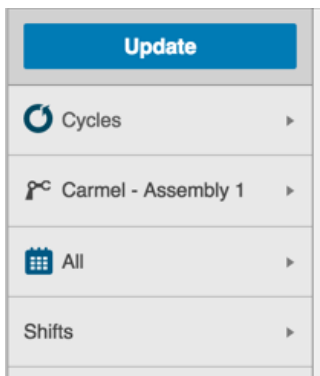 Update
Cycles
Carmel - Assembly 1
All
Shifts